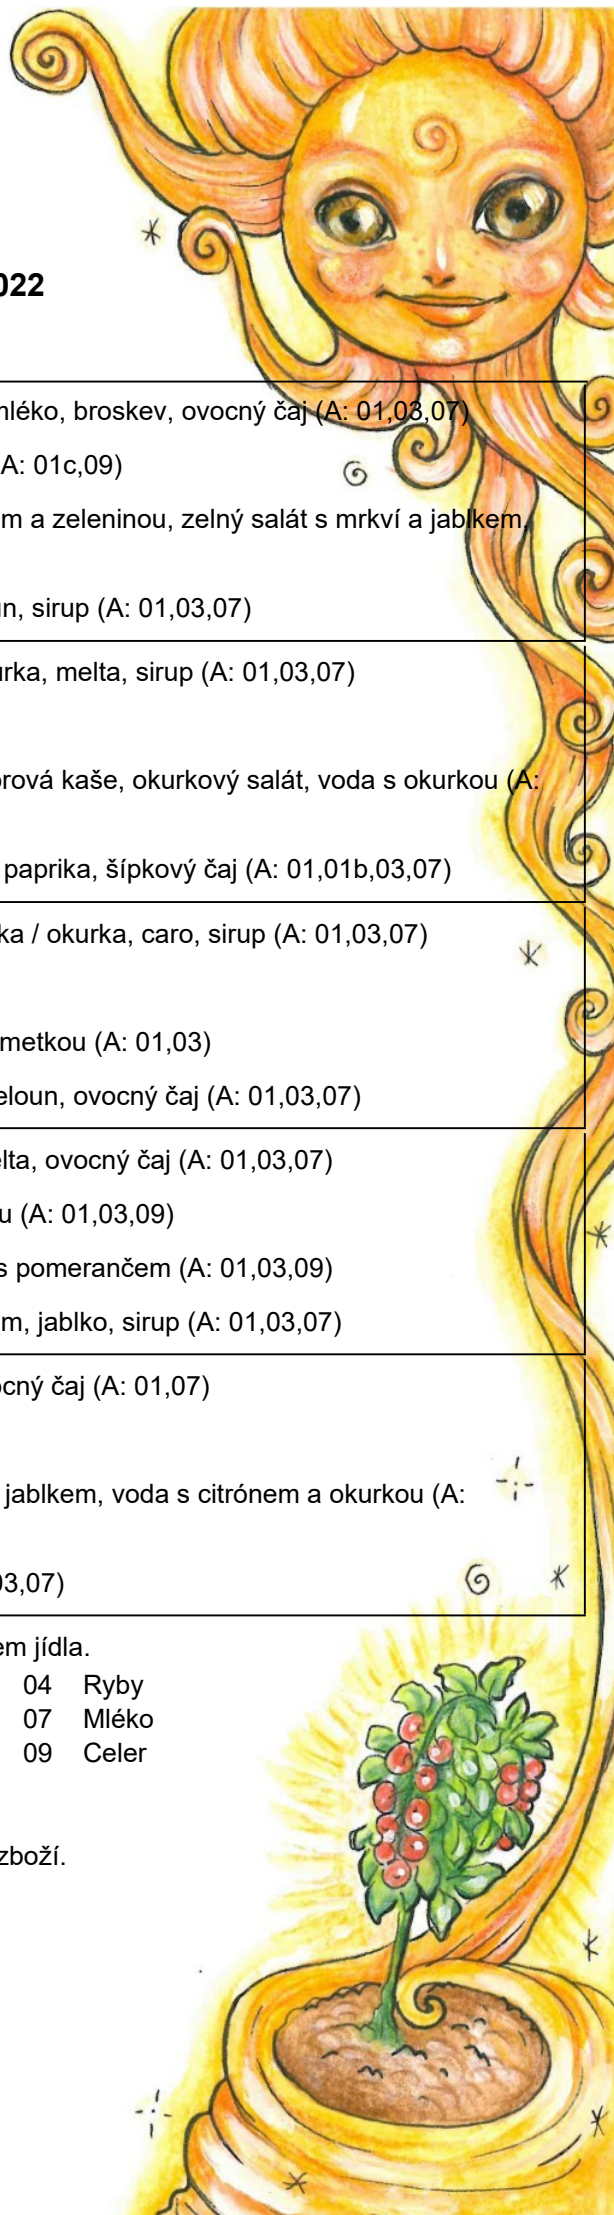 022
mléko, broskev, ovocný čaj (A: 01,03,07)
A: 01c,09)
m a zeleninou, zelný salát s mrkví a jablkem,
n, sirup (A: 01,03,07)
urka, melta, sirup (A: 01,03,07)
orová kaše, okurkový salát, voda s okurkou (A:
paprika, šípkový čaj (A: 01,01b,03,07)
ka / okurka, caro, sirup (A: 01,03,07)
metkou (A: 01,03)
eloun, ovocný čaj (A: 01,03,07)
elta, ovocný čaj (A: 01,03,07)
u (A: 01,03,09)
s pomerančem (A: 01,03,09)
m, jablko, sirup (A: 01,03,07)
ocný čaj (A: 01,07)
jablkem, voda s citrónem a okurkou (A:
03,07)
em jídla.
04 Ryby
07 Mléko
09 Celer
zboží.